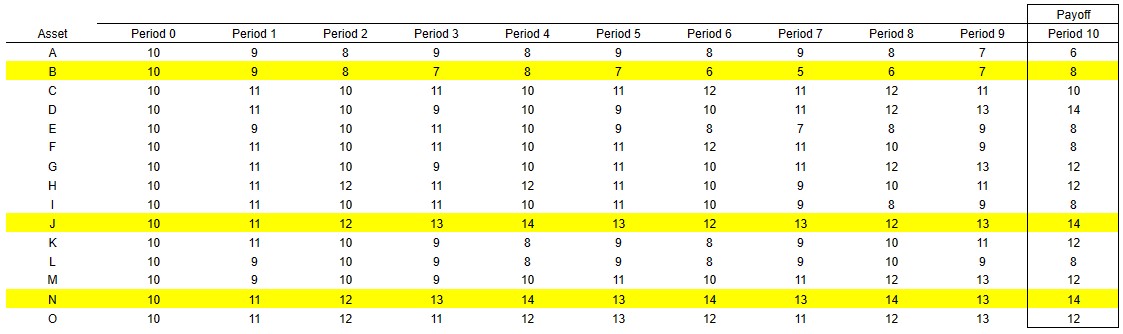 Payoff
Asset Period 0 Period 1 Period 2 Period 3 Period 4 Period 5 Period 6 Period 7 Period 8 Period 9 Period 10
A 10 9 8 9 8 9 8 9 8 7 6
B 10 9 8 7 8 7 6 5 6 7 8
C 10 11 10 11 10 11 12 11 12 11 10
D 10 11 10 9 10 9 10 11 12 13 14
E 10 9 10 11 10 9 8 7 8 9 8
F 10 11 10 11 10 11 12 11 10 9 8
G 10 11 10 9 10 11 10 11 12 13 12
H 10 11 12 11 12 11 10 9 10 11 12
I 10 11 12 11 10 11 10 9 8 9 8
J 10 11 12 13 14 13 12 13 12 13 14
K 10 11 10 9 8 9 8 9 10 11 12
L 10 9 10 9 8 9 8 9 10 9 8
M 10 9 10 9 10 11 10 11 12 13 12
N 10 11 12 13 14 13 14 13 14 13 14
O 10 11 12 11 12 13 12 11 12 13 12